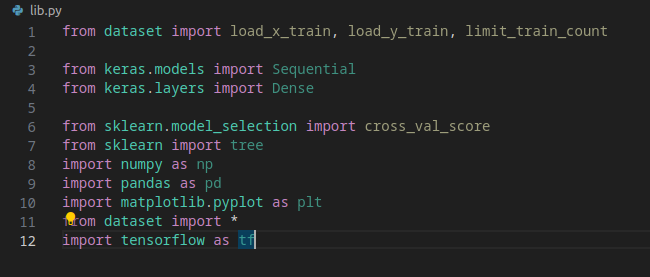 lib.py
1 from dataset import load_x_train, load_y_train, limit_train_count
2
3 from keras.models import Sequential
4 from keras.layers import Dense
5
6 from sklearn.model_selection import cross_val_score
7 from sklearn import tree
8 import numpy as np
9 import pandas as pd
10 import matplotlib.pyplot as plt
11 from dataset import *
12 import tensorflow as tf